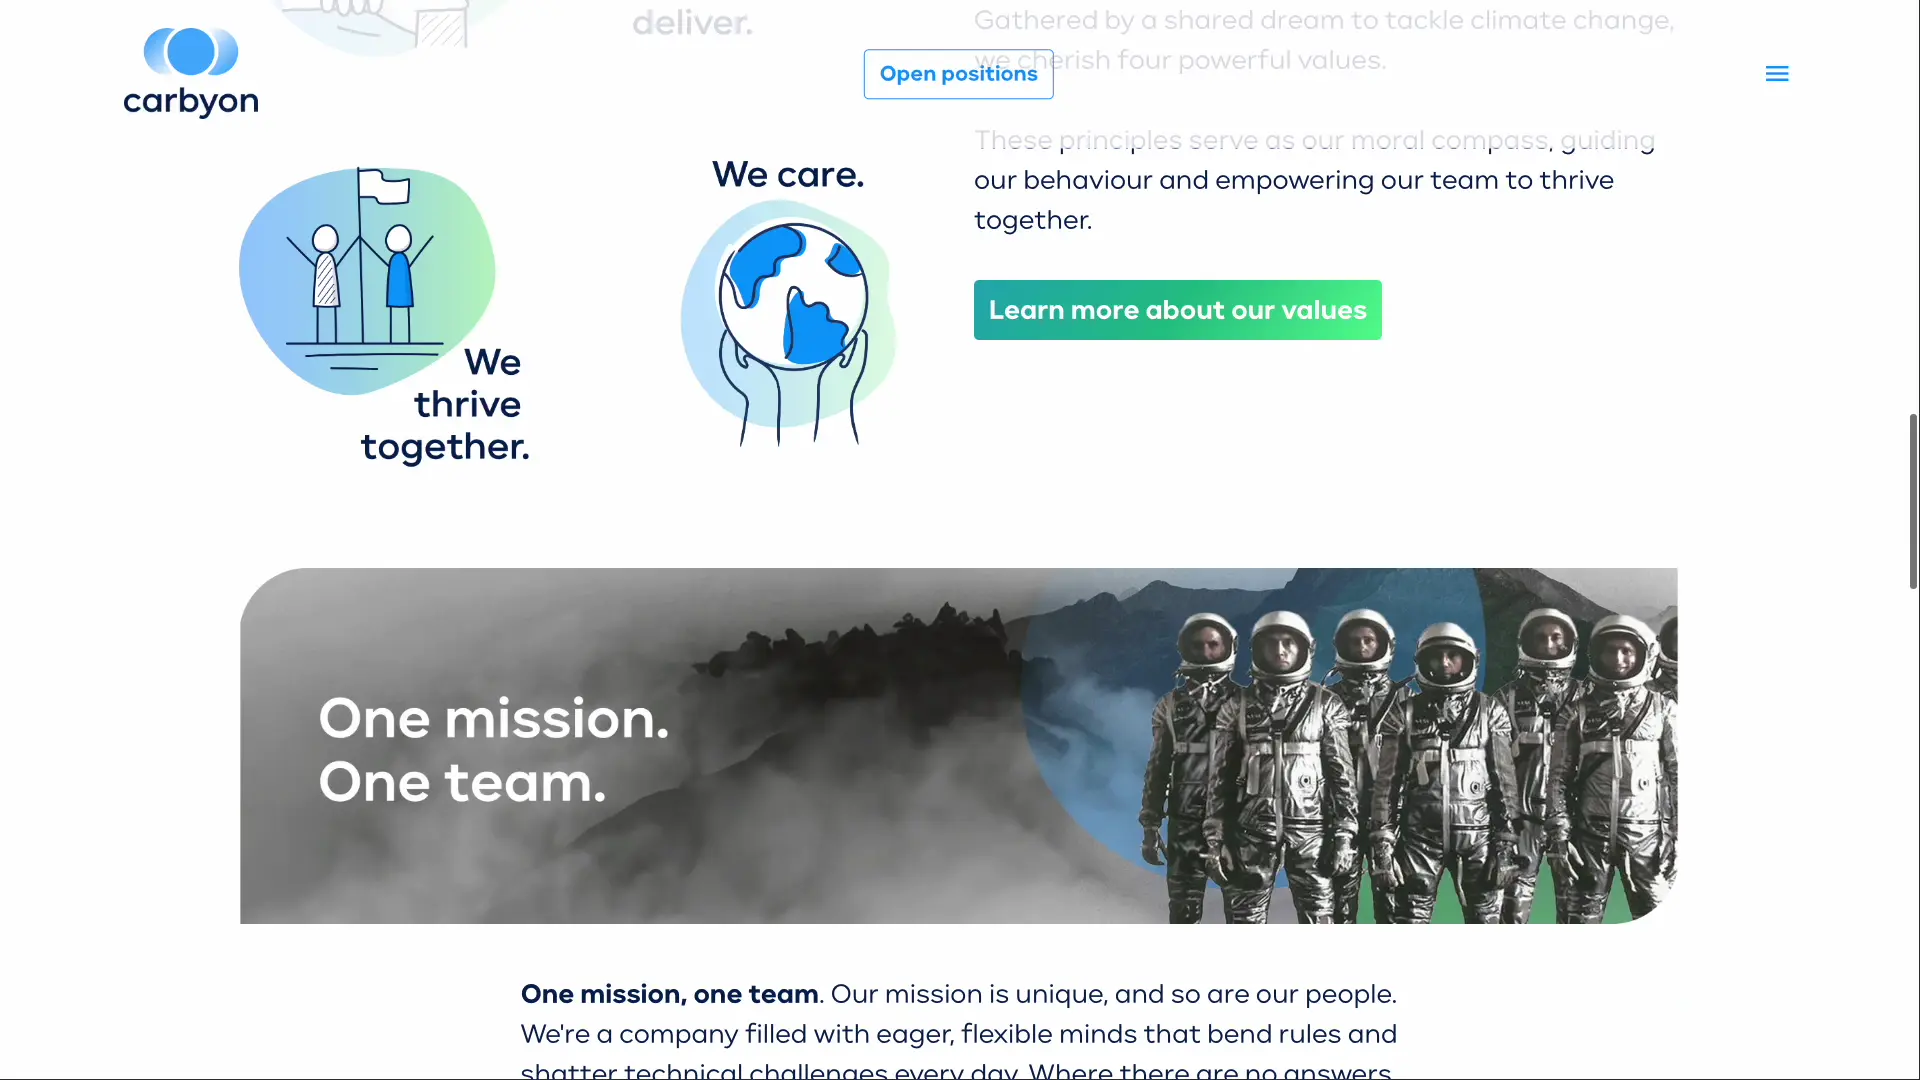 deliver.
Gathered by a shared dream to tackle climate change,
we cherish four powerful values.
carbyon
Open positions
These principles serve as our moral compass, guiding
our behaviour and empowering our team to thrive
together.
We care.
Learn more about our values
We
thrive
together.
One mission.
One team.
One mission, one team. Our mission is unique, and so are our people.
We're a company filled with eager, flexible minds that bend rules and
shatter technical challenges every day. Where there are no answers,